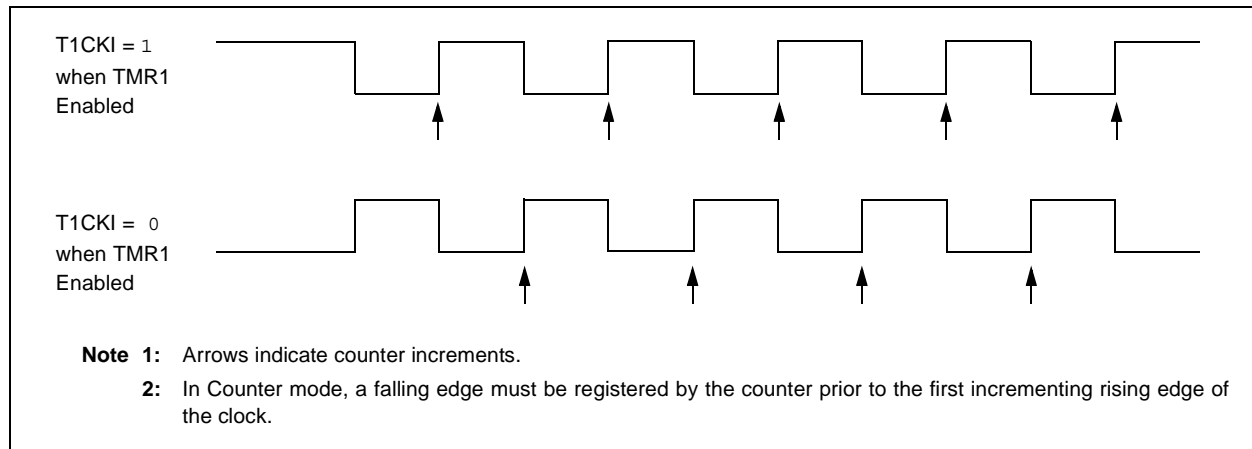 T1CKI = 1
when TMR1
Enabled
T1CKI = 0
when TMR1
Enabled
Note 1: Arrows indicate counter increments.
2: In Counter mode, a falling edge must be registered by the counter prior to the first incrementing rising edge of
the clock.